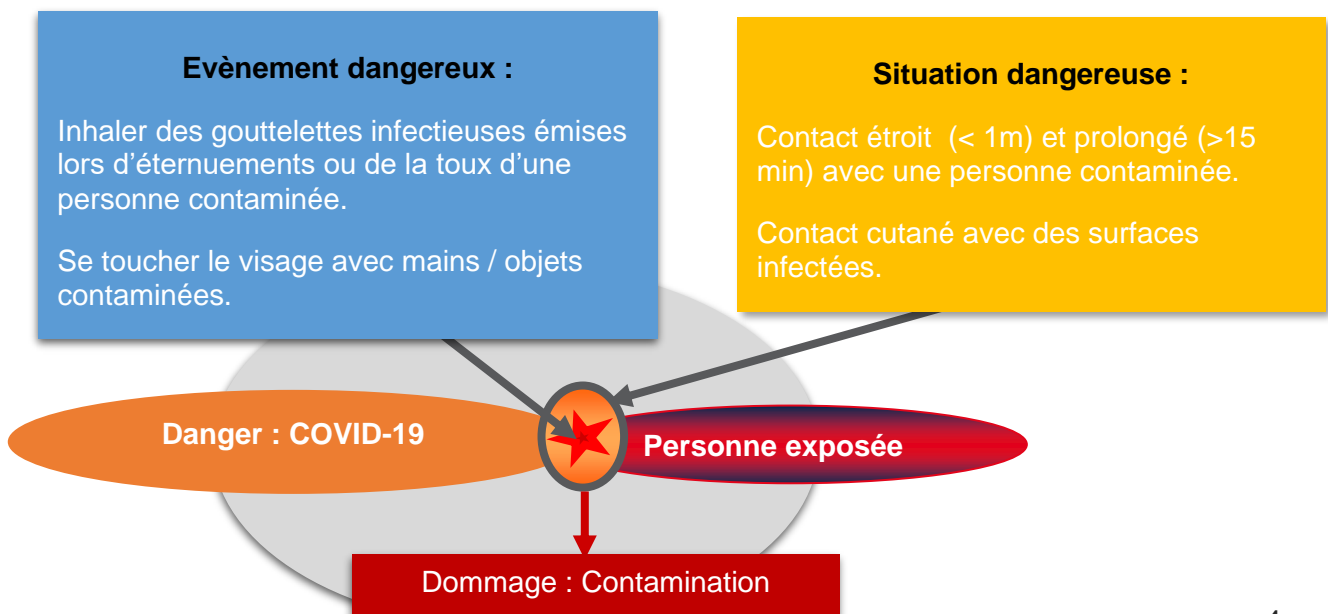 Evènement dangereux :
Inhaler des gouttelettes infectieuses émises
lors d’éternuements ou de la toux d’une
personne contaminée.
Se toucher le visage avec mains / objets
contaminées.
Situation dangereuse :
Contact étroit (< 1m) et prolongé (>15
min) avec une personne contaminée.
Contact cutané avec des surfaces
infectées.
Danger : COVID-19
Personne exposée
Dommage : Contamination